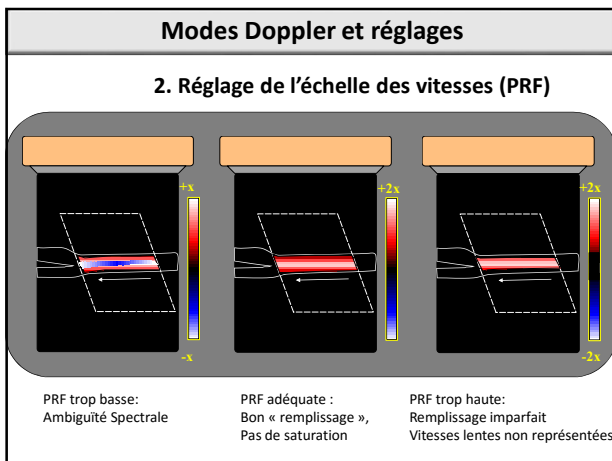 Modes Doppler et réglages
2. Réglage de l'échelle des vitesses (PRF)
+x
-x
+2x
+2x
-2x
PRF trop basse:
Ambiguïté Spectrale
PRF adéquate :
Bon « remplissage »,
Pas de saturation
PRF trop haute:
Remplissage imparfait
Vitesses lentes non représentées